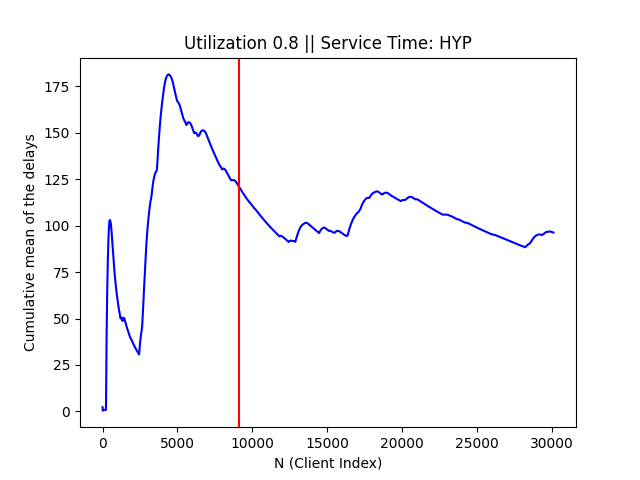 Utilization 0.8 || Service Time: HYP
Cumulative mean of the delays
175
150
125
100
75
50
25
0
0 5000 10000 15000 20000 25000 30000
N (Client Index)